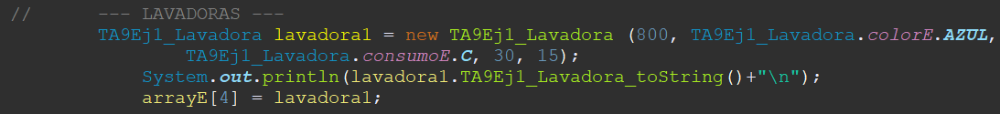 //      --- LAVADORAS ---
        TA9Ej1_Lavadora lavadora1 = new TA9Ej1_Lavadora (800, TA9Ej1_Lavadora.colorE.AZUL,
                TA9Ej1_Lavadora.consumoE.C, 30, 15);
            System.out.println(lavadora1.TA9Ej1_Lavadora_toString()+"\n");
            arrayE[4] = lavadora1;